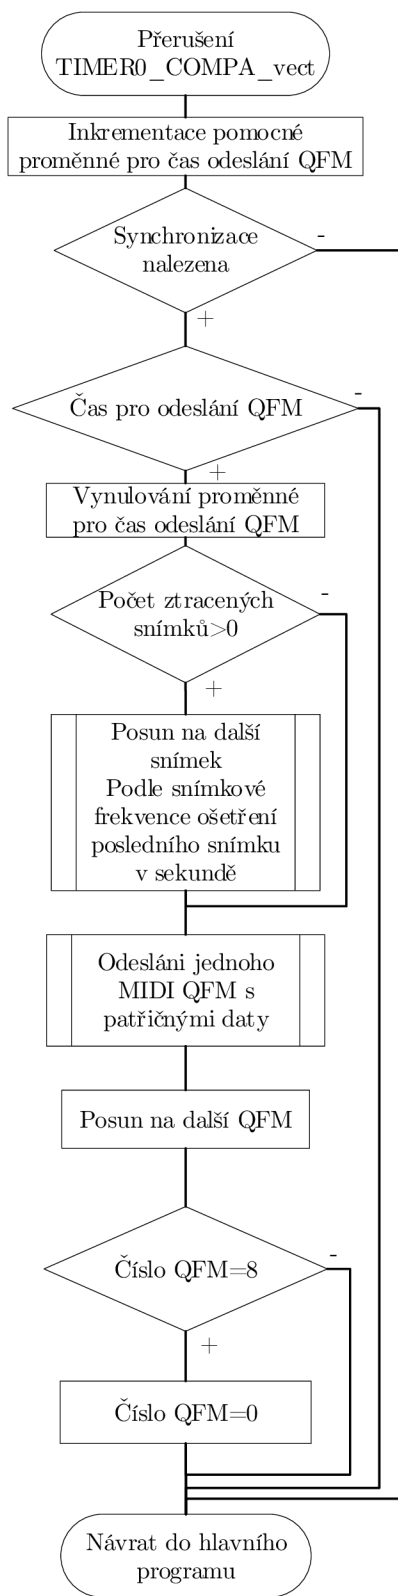 Přerušení
TIMER0_COMPA_vect
Inkrementace pomocné
proměnné pro čas odeslání QFM
-
Synchronizace
nalezena
+
-
Čas pro odeslání QFM
+
Vynulování proměnné
pro čas odeslání QFM
-
Počet ztracených
snímků>0
+
Posun na další
snímek
Podle snímkové
frekvence ošetření
posledního snímku
v sekundě
Odesláni jednoho
MIDI QFM s
patřičnými daty
Posun na další QFM
-
Číslo QFM=8
+
Číslo QFM=0
Návrat do hlavního
programu